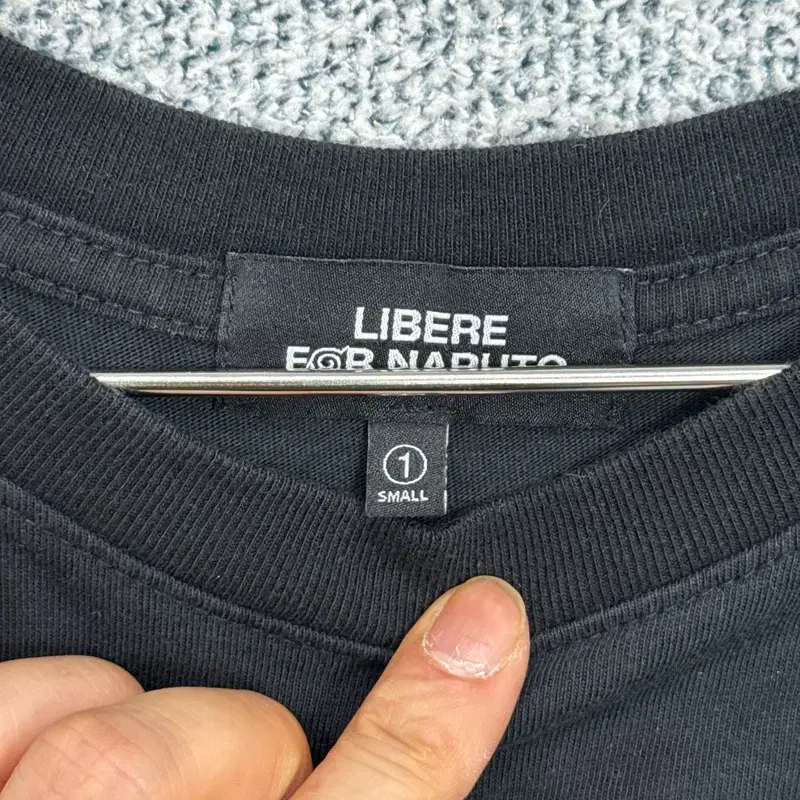 LIBERE
FOR NARUTO
1
SMALL